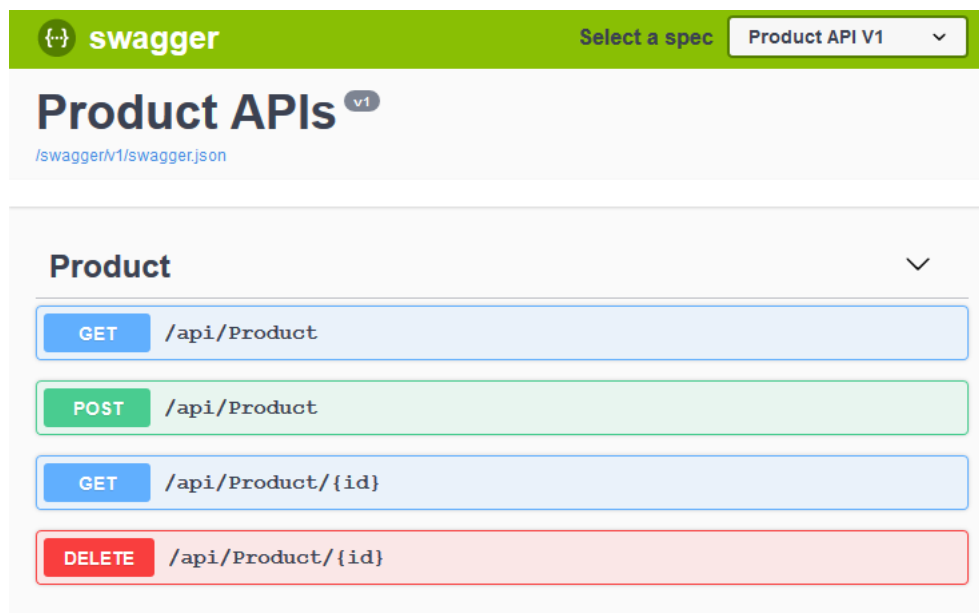 swagger Select a spec Product API V1
Product APIs v1
/swagger/v1/swagger.json
Product
GET /api/Product
POST /api/Product
GET /api/Product/{id}
DELETE /api/Product/{id}